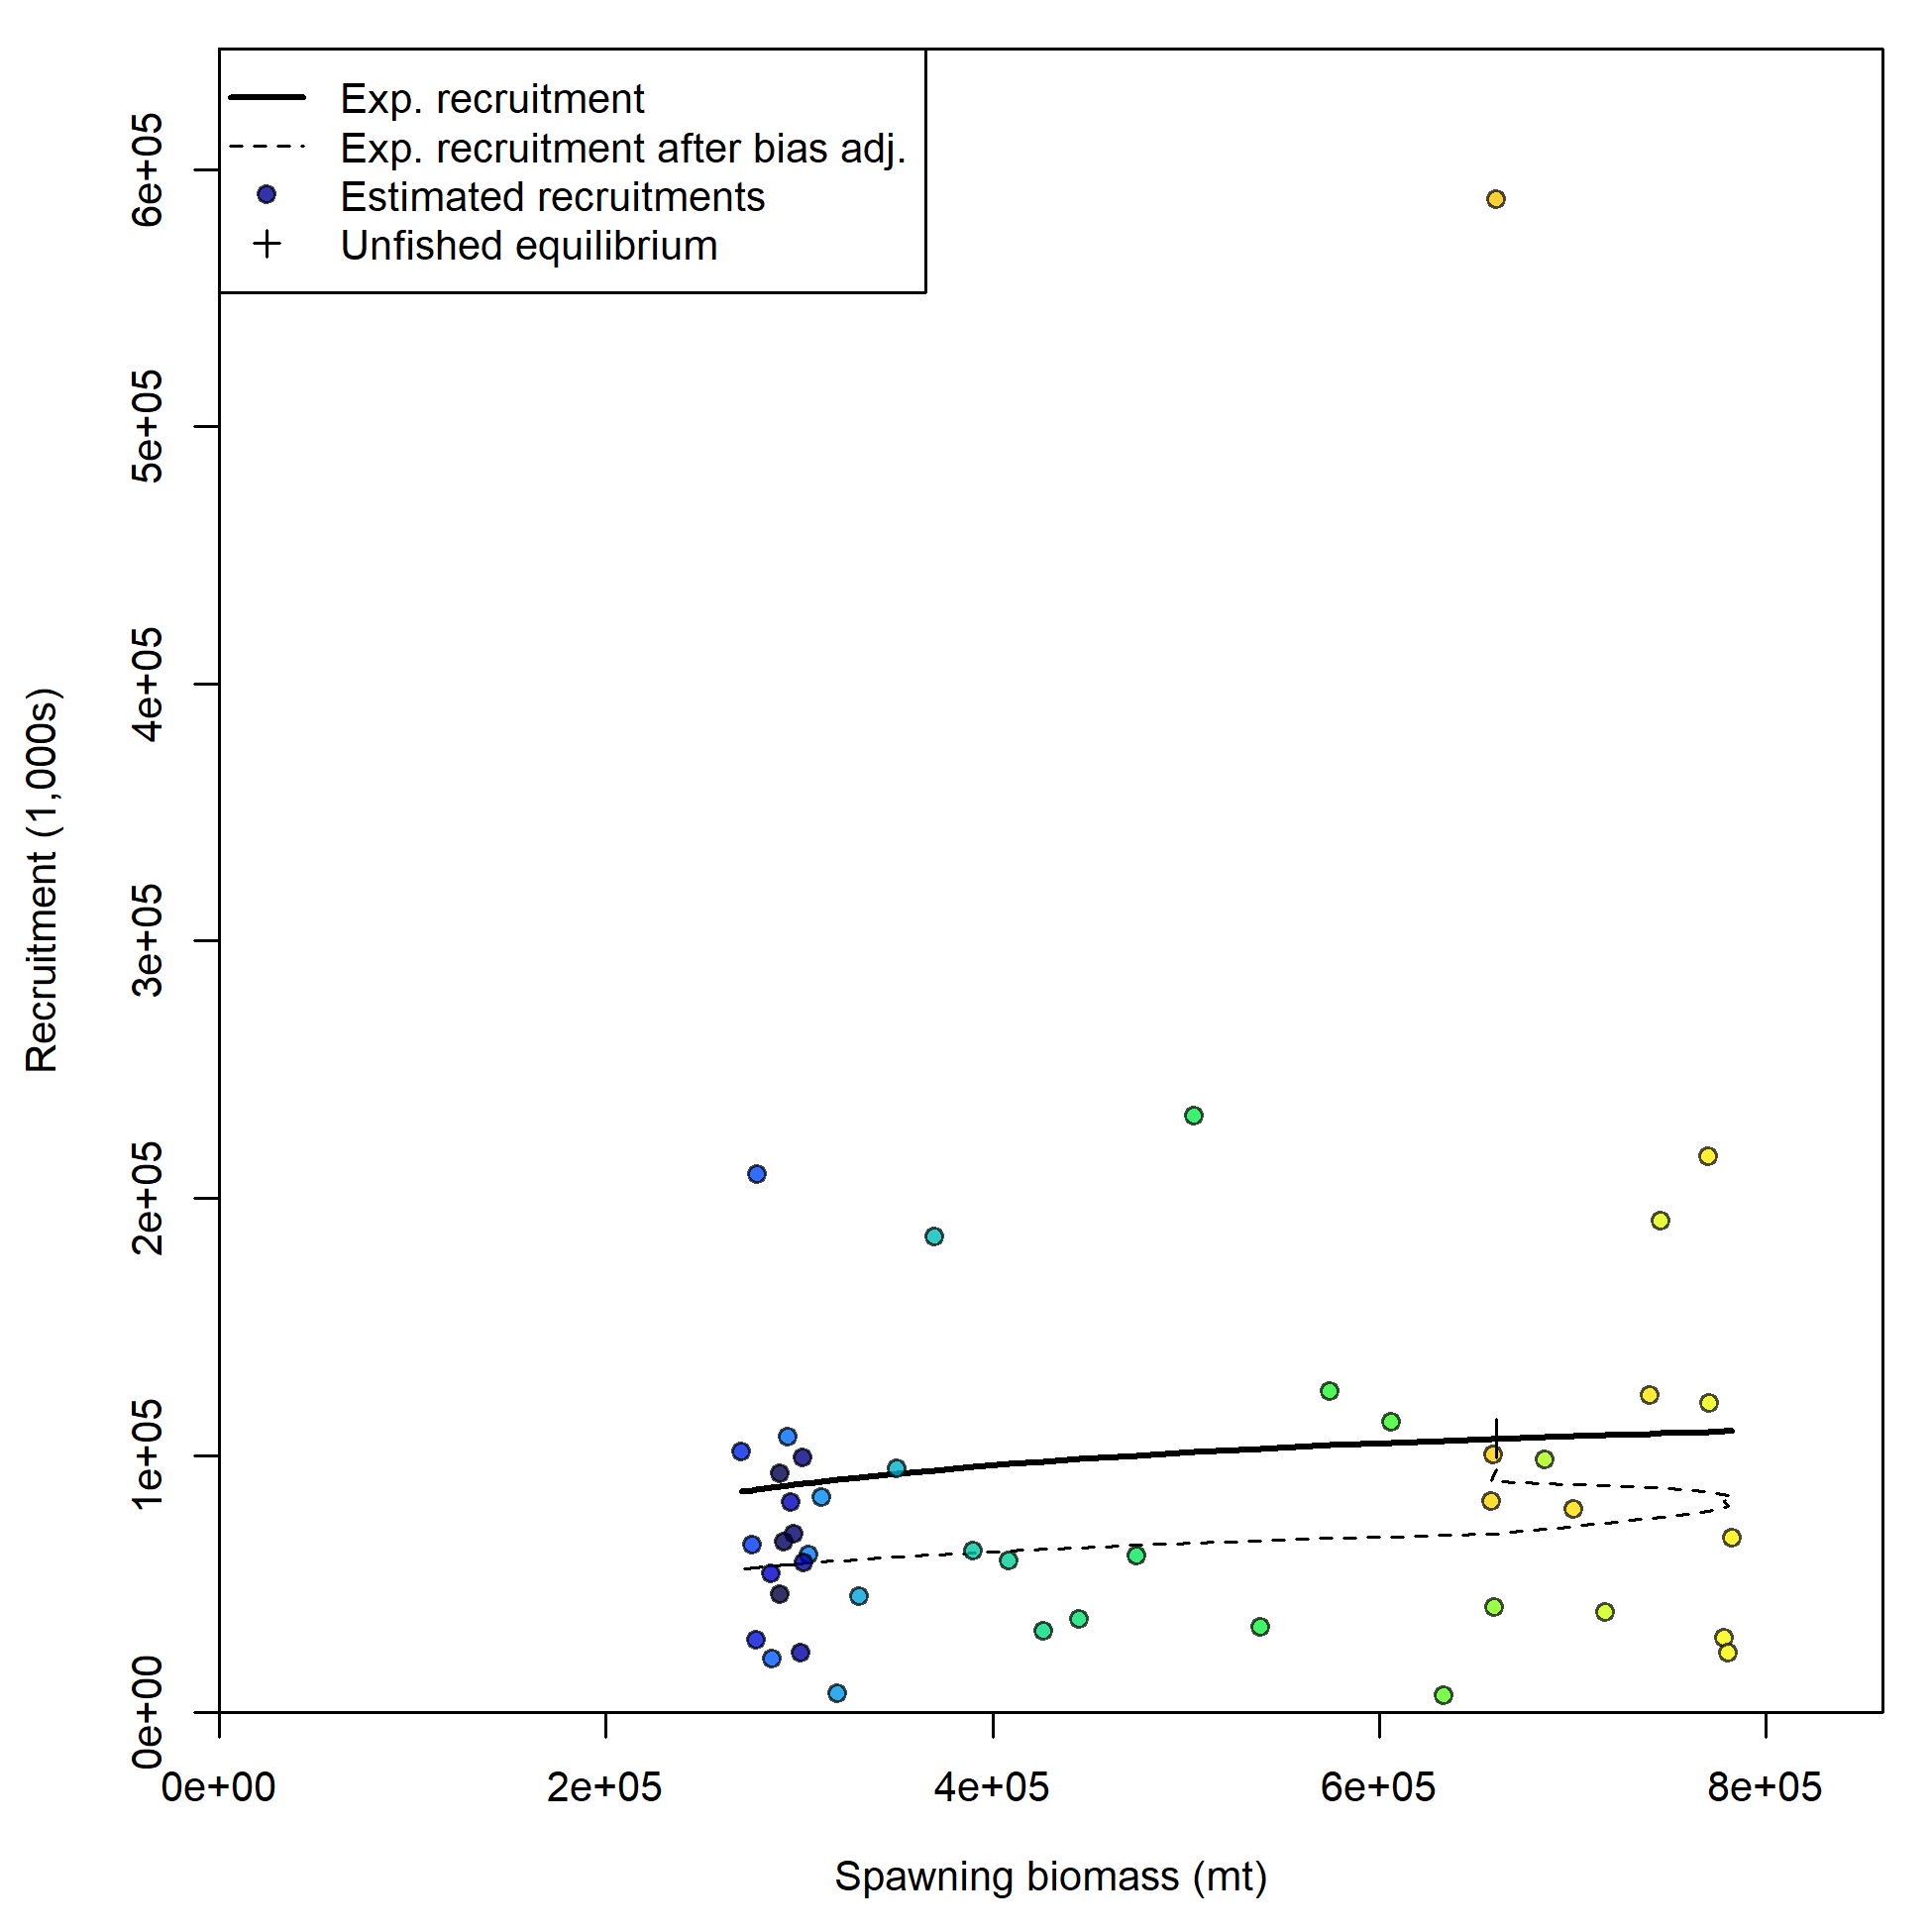 Exp. recruitment
Exp. recruitment after bias adj.
Estimated recruitments
Unfished equilibrium
Recruitment (1,000s)
6e+05
5e+05
4e+05
3e+05
2e+05
1e+05
0e+00
0e+00 2e+05 4e+05 6e+05 8e+05
Spawning biomass (mt)